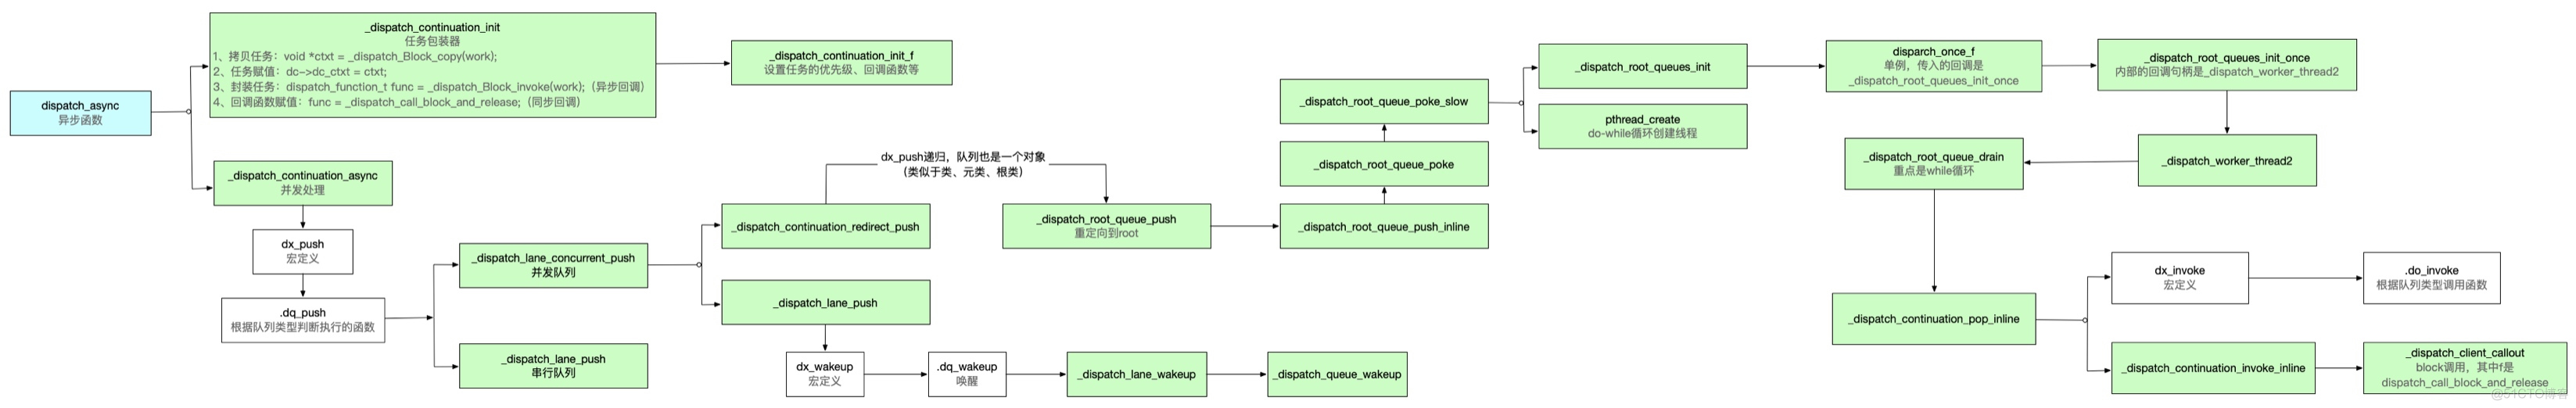 dispatch_async
异步函数
_dispatch_continuation_init
任务包装器
1、拷贝任务：void *ctxt = _dispatch_Block_copy(work);
2、任务赋值：dc->dc_ctxt = ctxt;
3、封装任务：dispatch_function_t func = _dispatch_Block_invoke(work);（异步回调）
4、回调函数赋值：func = _dispatch_call_block_and_release;（同步回调）
_dispatch_continuation_init_f
设置任务的优先级、回调函数等
_dispatch_continuation_async
并发处理
dx_push
宏定义
.dq_push
根据队列类型判断执行的函数
_dispatch_lane_concurrent_push
并发队列
_dispatch_lane_push
串行队列
_dispatch_continuation_redirect_push
_dispatch_lane_push
dx_wakeup
宏定义
.dq_wakeup
唤醒
_dispatch_lane_wakeup
_dispatch_queue_wakeup
dx_push递归，队列也是一个对象
（类似于类、元类、根类）
_dispatch_root_queue_push
重定向到root
_dispatch_root_queue_push_inline
_dispatch_root_queue_poke
_dispatch_root_queue_poke_slow
_dispatch_root_queues_init
pthread_create
do-while循环创建线程
disparch_once_f
单例，传入的回调是
_dispatch_root_queues_init_once
_dispatch_root_queues_init_once
内部的回调句柄是_dispatch_worker_thread2
_dispatch_worker_thread2
_dispatch_root_queue_drain
重点是while循环
_dispatch_continuation_pop_inline
dx_invoke
宏定义
.do_invoke
根据队列类型调用函数
_dispatch_continuation_invoke_inline
_dispatch_client_callout
block调用，其中f是
dispatch_call_block_and_release
@51CTO博客